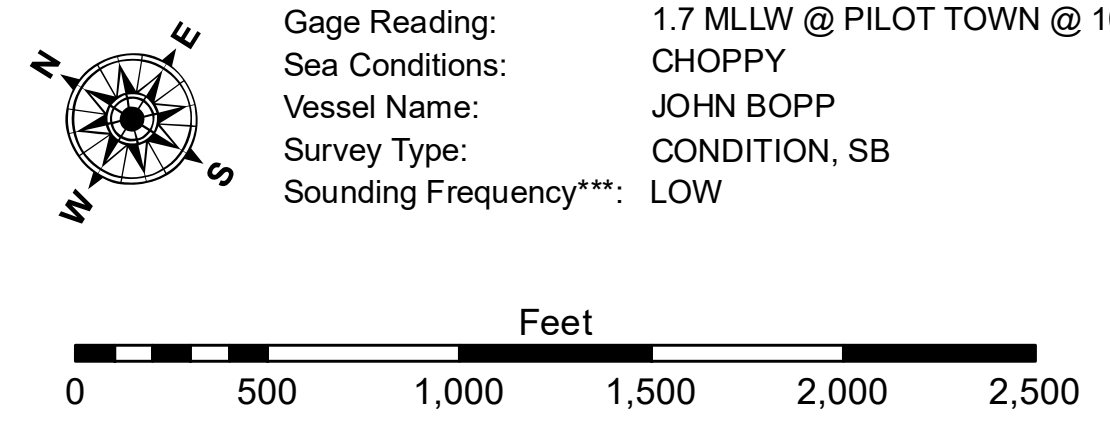 N
E
S
W
Gage Reading: 1.7 MLLW @ PILOT TOWN @
Sea Conditions: CHOPPY
Vessel Name: JOHN BOPP
Survey Type: CONDITION, SB
Sounding Frequency***: LOW
Feet
0 500 1,000 1,500 2,000 2,500